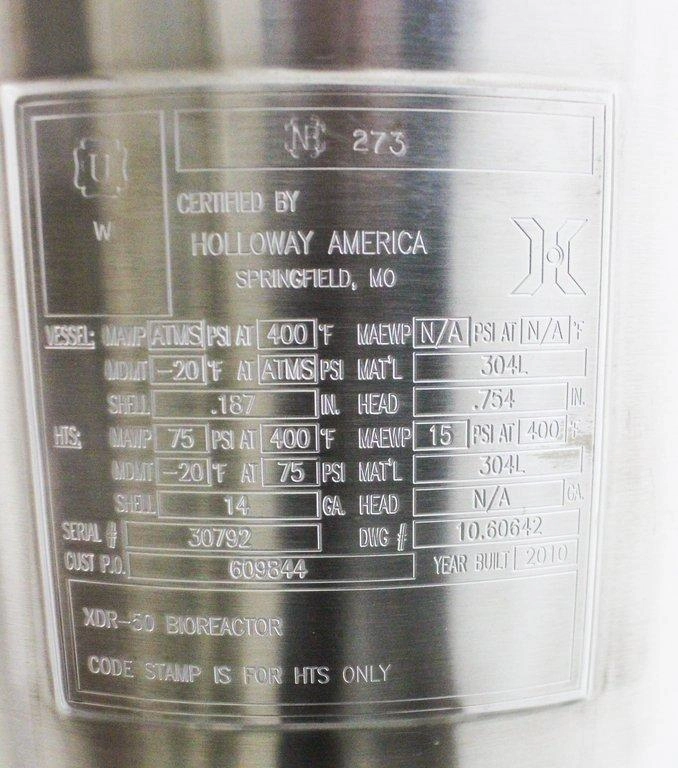 U
W
NB 273
CERTIFIED BY
HOLLOWAY AMERICA
SPRINGFIELD, MO
VESSEL: MAWP ATMS PSI AT 400 °F MAEWP N/A PSI AT N/A °F
MDMT -20 °F AT ATMS PSI MAT'L 304L
SHELL .187 IN. HEAD .754 IN.
HTS: MAWP 75 PSI AT 400 °F MAEWP 15 PSI AT 400 °F
MDMT -20 °F AT 75 PSI MAT'L 304L
SHELL 14 GA. HEAD N/A GA.
SERIAL # 30792 DWG # 10.60642
CUST P.O. 609844 YEAR BUILT 2010
XDR-50 BIOREACTOR
CODE STAMP IS FOR HTS ONLY